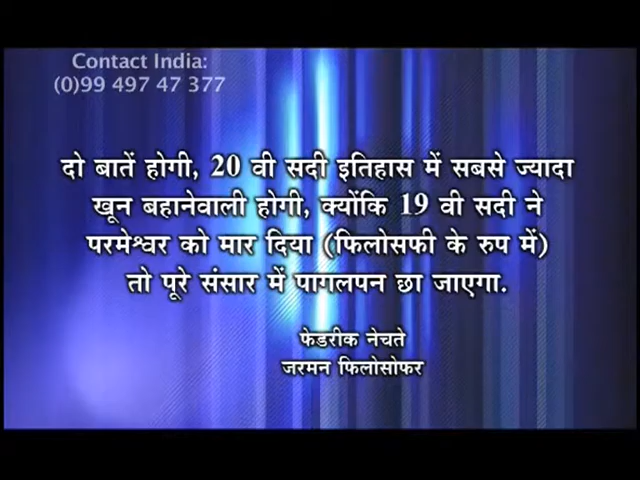 Contact India:
(0)99 497 47 377
दो बातें होगी, 20 वी सदी इतिहास में सबसे ज्यादा
खून बहानेवाली होगी, क्योंकि 19 वी सदी ने
परमेश्वर को मार दिया (फिलोसफी के रुप में)
तो पूरे संसार में पागलपन छा जाएगा.
फेडरीक नेचते
जरमन फिलोसोफर